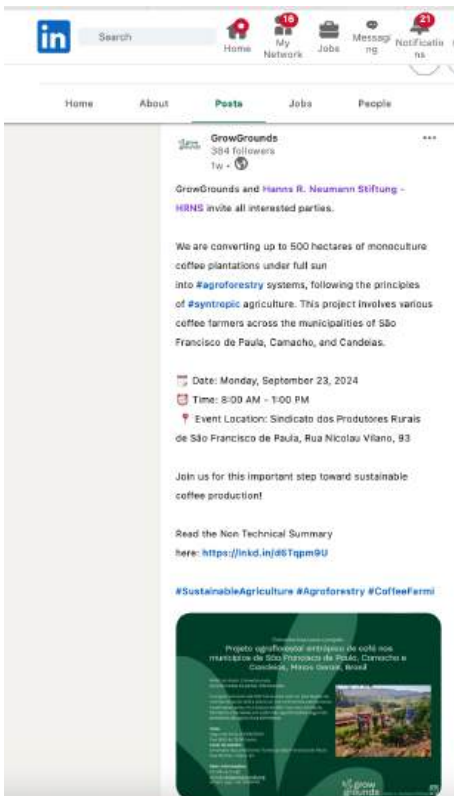 in
Search
Home
16
My
Network
Jobs
Messagi
ng
21
Notificatio
ns
Home About Posts Jobs People
GrowGrounds
384 followers
1w •
GrowGrounds and Hanns R. Neumann Stiftung -
HRNS invite all interested parties.
We are converting up to 500 hectares of monoculture
coffee plantations under full sun
into #agroforestry systems, following the principles
of #syntropic agriculture. This project involves various
coffee farmers across the municipalities of São
Francisco de Paula, Camacho, and Candeias.
Date: Monday, September 23, 2024
Time: 8:00 AM – 1:00 PM
Event Location: Sindicato dos Produtores Rurais
de São Francisco de Paula, Rua Nicolau Vilano, 93
Join us for this important step toward sustainable
coffee production!
Read the Non Technical Summary
here: https://lnkd.in/d6Tqpm9U
#SustainableAgriculture #Agroforestry #CoffeeFarmi
Projeto agroflorestal entrópico de café nos
municípios de São Francisco de Paula, Camacho e
Candeias, Minas Gerais, Brasil
grow
grounds